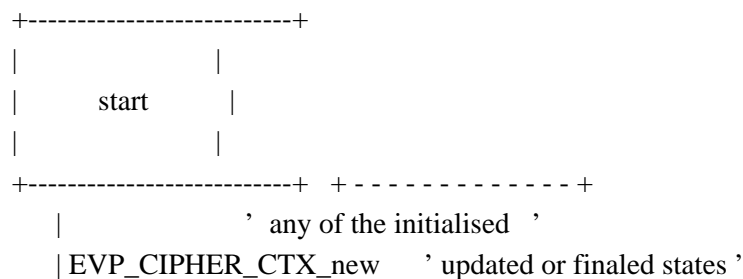 +---------------------------+
|                     |
|        start        |
|                     |
+---------------------------+   + - - - - - - - - - - - - - +
|                   ’  any of the initialised   ’
| EVP_CIPHER_CTX_new     ’ updated or finaled states ’